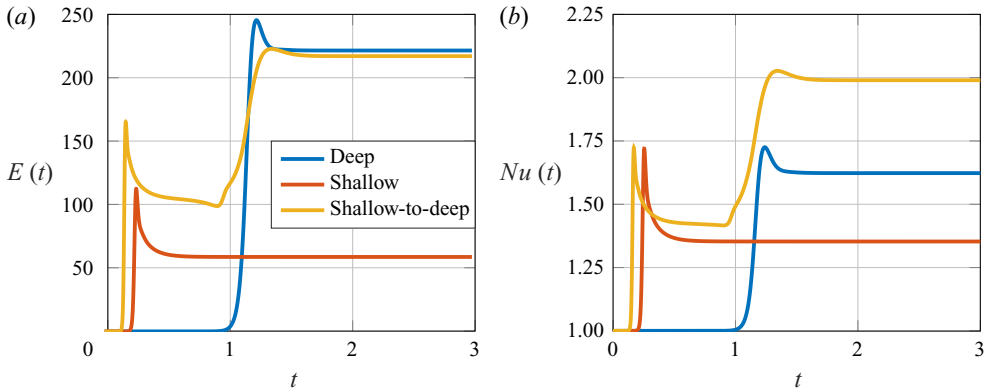 (a)
250
200
150
100
50
0
1
2
3
E (t)
t
Deep
Shallow
Shallow-to-deep
(b)
2.25
2.00
1.75
1.50
1.25
1.00
0
1
2
3
Nu (t)
t